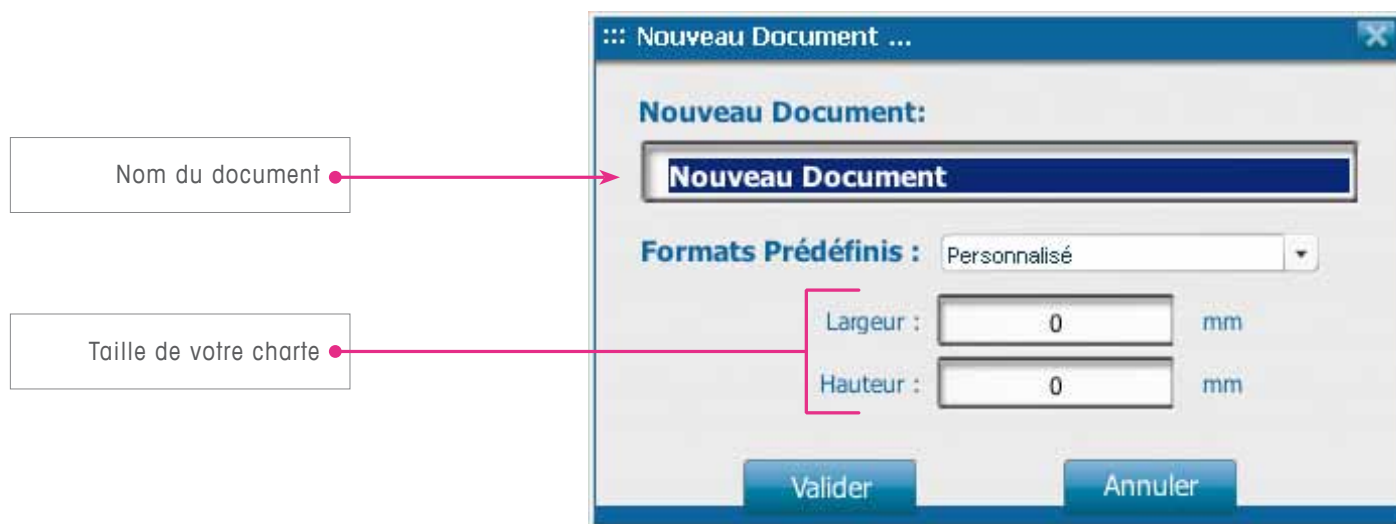 ::: Nouveau Document ...
Nouveau Document:
Nom du document
Nouveau Document
Formats Prédéfinis : Personnalisé
Largeur : 0 mm
Taille de votre charte
Hauteur : 0 mm
Valider Annuler